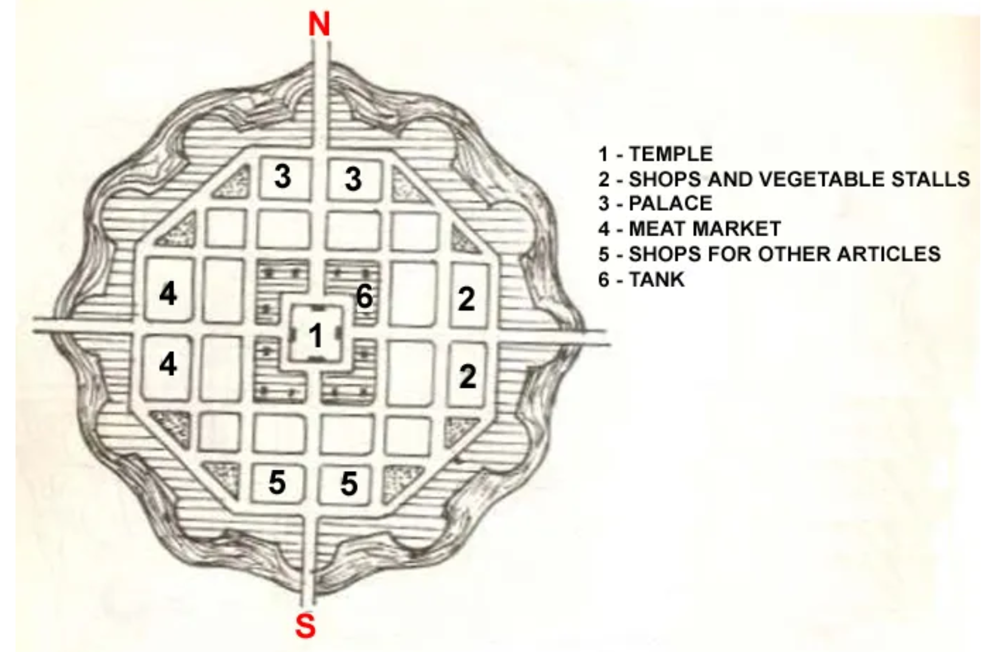 N
3 3
4 6 2
1
4 2
5 5
S
1 - TEMPLE
2 - SHOPS AND VEGETABLE STALLS
3 - PALACE
4 - MEAT MARKET
5 - SHOPS FOR OTHER ARTICLES
6 - TANK